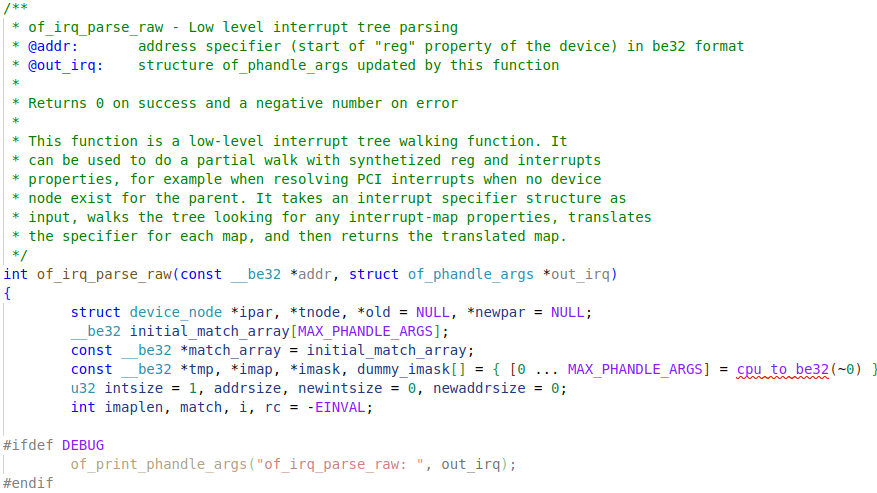 /**
 * of_irq_parse_raw - Low level interrupt tree parsing
 * @addr:       address specifier (start of "reg" property of the device) in be32 format
 * @out_irq:    structure of_phandle_args updated by this function
 *
 * Returns 0 on success and a negative number on error
 *
 * This function is a low-level interrupt tree walking function. It
 * can be used to do a partial walk with synthetized reg and interrupts
 * properties, for example when resolving PCI interrupts when no device
 * node exist for the parent. It takes an interrupt specifier structure as
 * input, walks the tree looking for any interrupt-map properties, translates
 * the specifier for each map, and then returns the translated map.
 */
int of_irq_parse_raw(const __be32 *addr, struct of_phandle_args *out_irq)
{
        struct device_node *ipar, *tnode, *old = NULL, *newpar = NULL;
        __be32 initial_match_array[MAX_PHANDLE_ARGS];
        const __be32 *match_array = initial_match_array;
        const __be32 *tmp, *imap, *imask, dummy_imask[] = { [0 ... MAX_PHANDLE_ARGS] = cpu_to_be32(~0) }
        u32 intsize = 1, addrsize, newintsize = 0, newaddrsize = 0;
        int imaplen, match, i, rc = -EINVAL;

#ifdef DEBUG
        of_print_phandle_args("of_irq_parse_raw: ", out_irq);
#endif